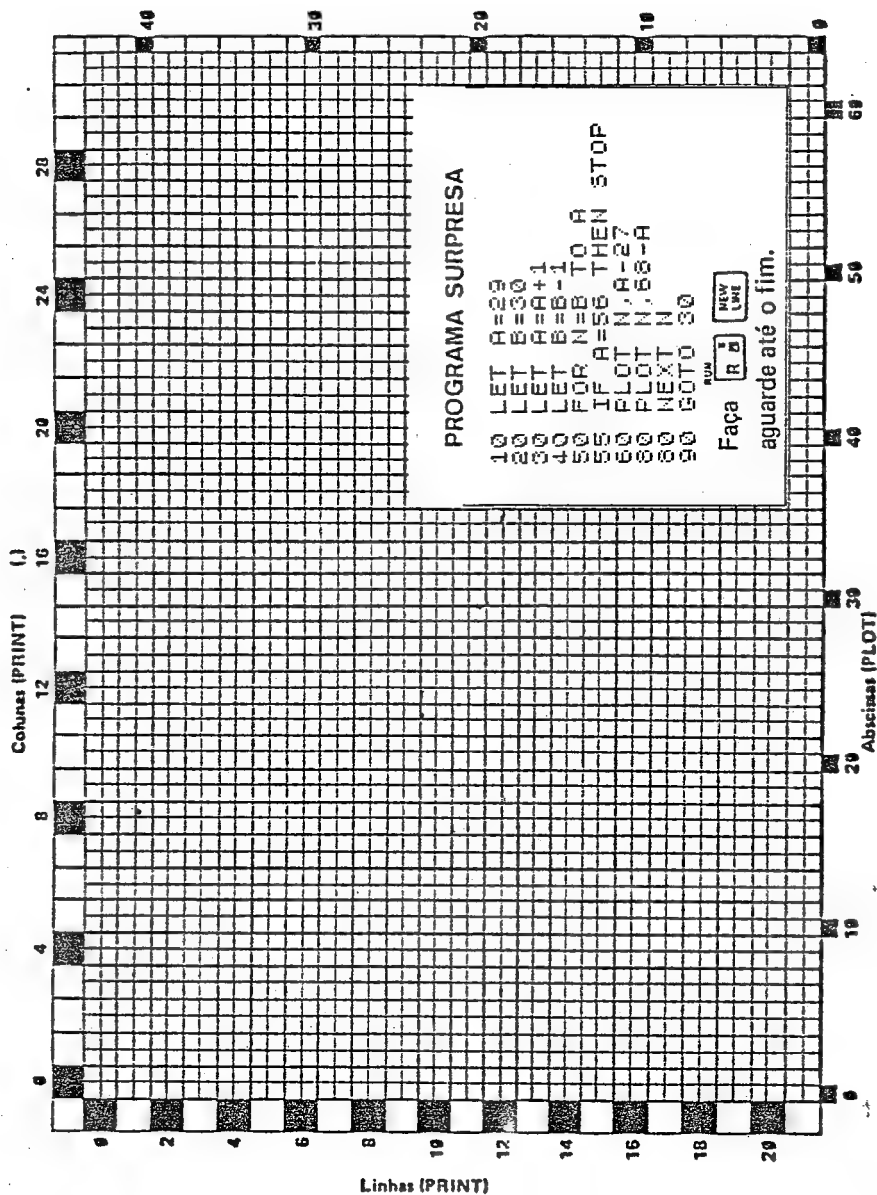 Colunas (PRINT) (,)
0 4 8 12 16 20 24 28
Linhas (PRINT)
0
2
4
6
8
10
12
14
16
18
20
40
30
20
10
0
PROGRAMA SURPRESA
10 LET A=29
20 LET B=30
30 LET A=A+1
40 LET B=B-1
50 FOR N=B TO A
55 IF A=56 THEN STOP
60 PLOT N,A-27
80 PLOT N,68-A
80 NEXT N
90 GOTO 30
RUN
Faça R NEW LINE
aguarde até o fim.
0 10 20 30 40 50 60
Abscissas (PLOT)